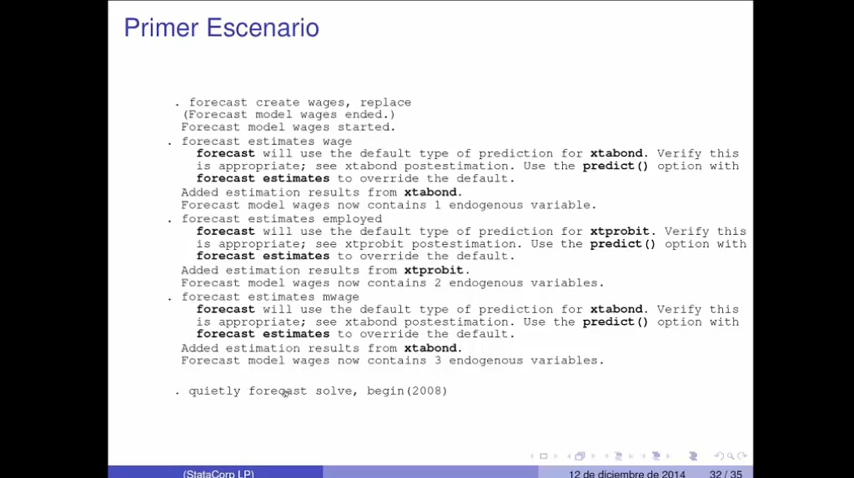 Primer Escenario
. forecast create wages, replace
(Forecast model wages ended.)
Forecast model wages started.
. forecast estimates wage
forecast will use the default type of prediction for xtabond. Verify this
is appropriate; see xtabond postestimation. Use the predict() option with
forecast estimates to override the default.
Added estimation results from xtabond.
Forecast model wages now contains 1 endogenous variable.
. forecast estimates employed
forecast will use the default type of prediction for xtprobit. Verify this
is appropriate; see xtprobit postestimation. Use the predict() option with
forecast estimates to override the default.
Added estimation results from xtprobit.
Forecast model wages now contains 2 endogenous variables.
. forecast estimates mwage
forecast will use the default type of prediction for xtabond. Verify this
is appropriate; see xtabond postestimation. Use the predict() option with
forecast estimates to override the default.
Added estimation results from xtabond.
Forecast model wages now contains 3 endogenous variables.
. quietly forecast solve, begin(2008)
(StataCorp LP) 12 de diciembre de 2014 32 / 35